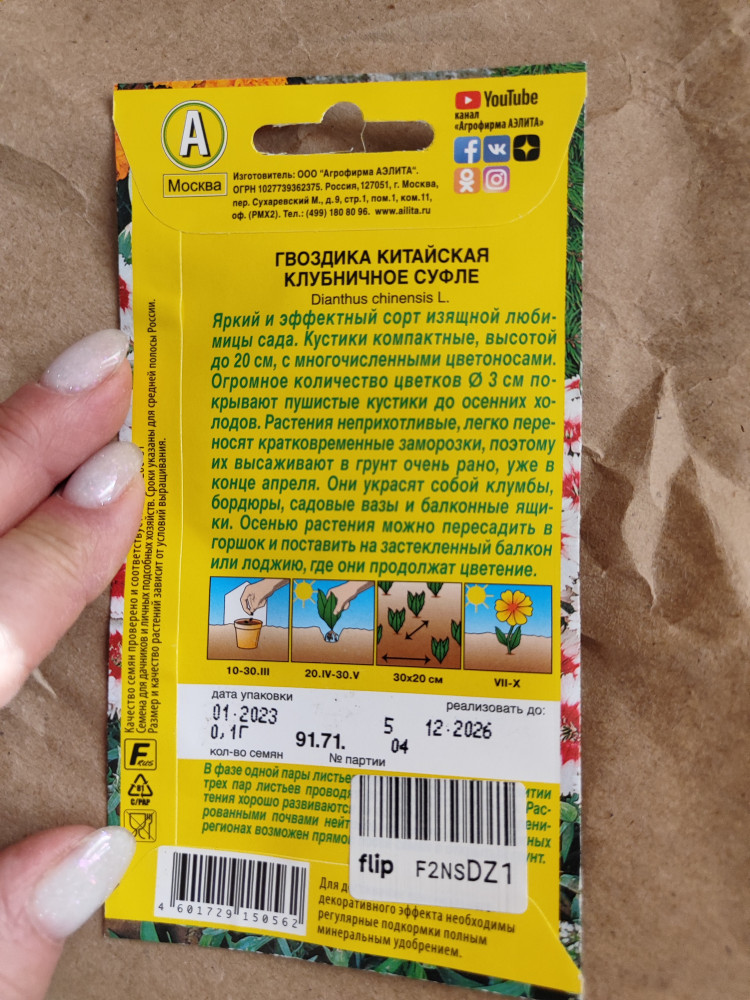 А
Москва
Изготовитель: ООО "Агрофирма АЭЛИТА".
ОГРН 1027739362375. Россия,127051, г. Москва,
пер. Сухаревский М., д.9, стр.1, пом.1, ком.11,
оф. (РМХ2). Тел.: (499) 180 80 96. www.ailita.ru
YouTube
канал
«Агрофирма АЭЛИТА»
ГВОЗДИКА КИТАЙСКАЯ
КЛУБНИЧНОЕ СУФЛЕ
Dianthus chinensis L.
Яркий и эффектный сорт изящной люби-
мицы сада. Кустики компактные, высотой
до 20 см, с многочисленными цветоносами.
Огромное количество цветков Ø 3 см по-
крывают пушистые кустики до осенних хо-
лодов. Растения неприхотливые, легко пере-
носят кратковременные заморозки, поэтому
их высаживают в грунт очень рано, уже в
конце апреля. Они украсят собой клумбы,
бордюры, садовые вазы и балконные ящи-
ки. Осенью растения можно пересадить в
горшок и поставить на застекленный балкон
или лоджию, где они продолжат цветение.
10-30.III
20.IV-30.V
30x20 см
VII-X
Качество семян проверено и соответствуе
Семена для дачников и личных подсобных хозяйств. Сроки указаны для средней полосы России.
Размер и качество растений зависит от условий выращивания.
дата упаковки
реализовать до:
01·2023
5
12·2026
0,1Г
91.71.
04
кол-во семян
№ партии
C/PAP
В фазе одной пары листье
итии
трех пар листьев провод
тения хорошо развиваютс
Рас-
рованными почвами нейт
регионах возможен прямо
нт.
flip F2NSDZ1
4 601729 150562
Для д
декоративного эффекта необходимы
регулярные подкормки полным
минеральным удобрением.